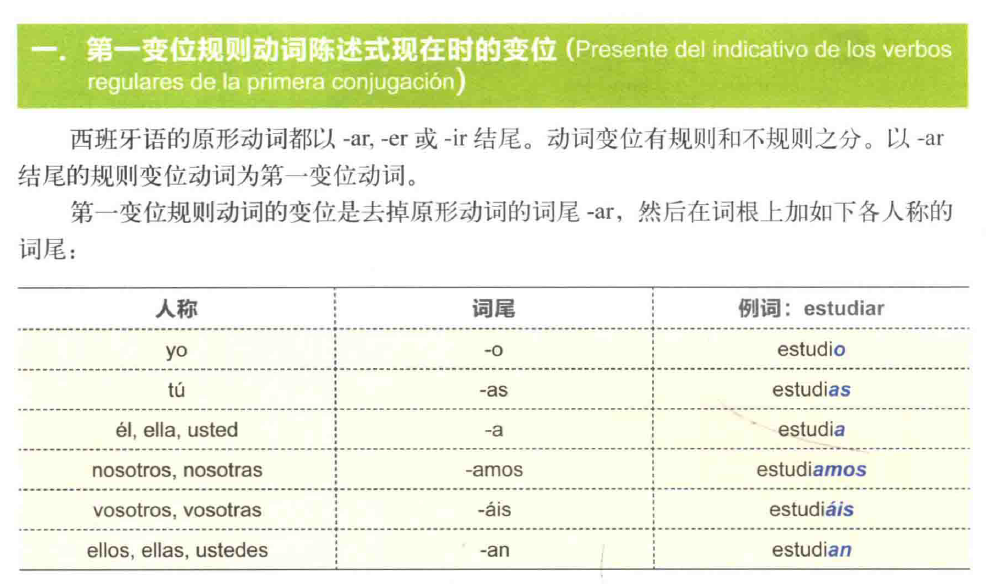 一．第一变位规则动词陈述式现在时的变位 (Presente del indicativo de los verbos
regulares de la primera conjugación)
西班牙语的原形动词都以 -ar, -er 或 -ir 结尾。动词变位有规则和不规则之分。以 -ar
结尾的规则变位动词为第一变位动词。
第一变位规则动词的变位是去掉原形动词的词尾 -ar，然后在词根上加如下各人称的
词尾：
人称 词尾 例词：estudiar
yo -o estudio
tú -as estudias
él, ella, usted -a estudia
nosotros, nosotras -amos estudiamos
vosotros, vosotras -áis estudiáis
ellos, ellas, ustedes -an estudian